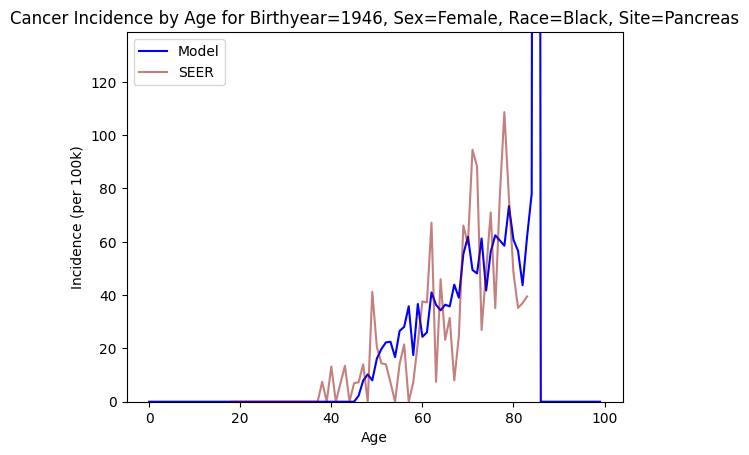 Cancer Incidence by Age for Birthyear=1946, Sex=Female, Race=Black, Site=Pancreas
Model
SEER
120
100
80
60
40
20
0
Incidence (per 100k)
0 20 40 60 80 100
Age